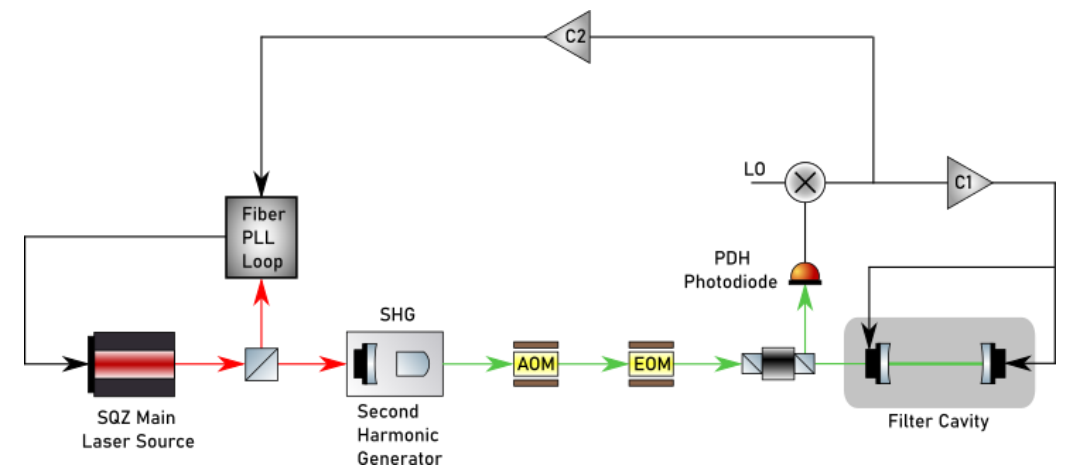 C2
LO
C1
Fiber
PLL
Loop
PDH
Photodiode
SHG
AOM
EOM
SQZ Main
Laser Source
Second
Harmonic
Generator
Filter Cavity